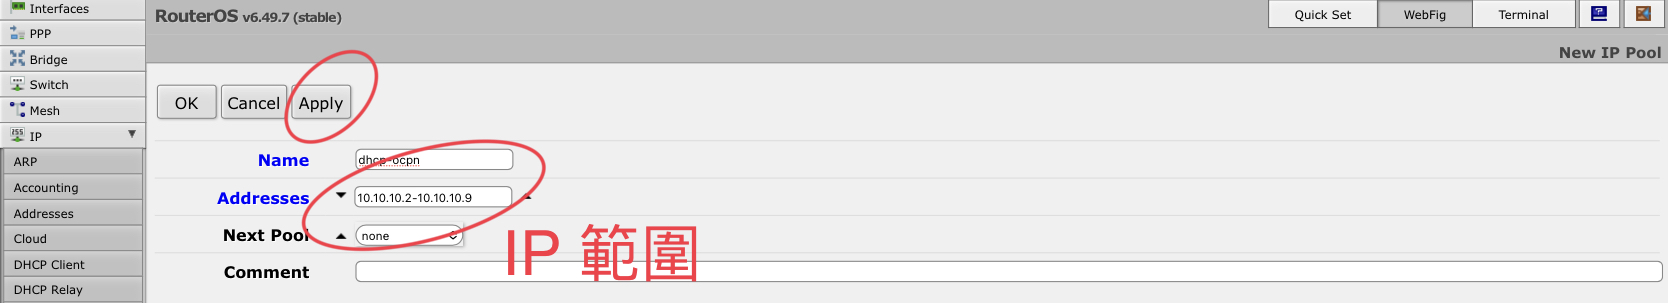 Interfaces
PPP
Bridge
Switch
Mesh
IP
ARP
Accounting
Addresses
Cloud
DHCP Client
DHCP Relay
RouterOS v6.49.7 (stable)
Quick Set
WebFig
Terminal
New IP Pool
OK
Cancel
Apply
Name
dhcp-ocpn
Addresses
10.10.10.2-10.10.10.9
Next Pool
none
Comment
IP 範圍